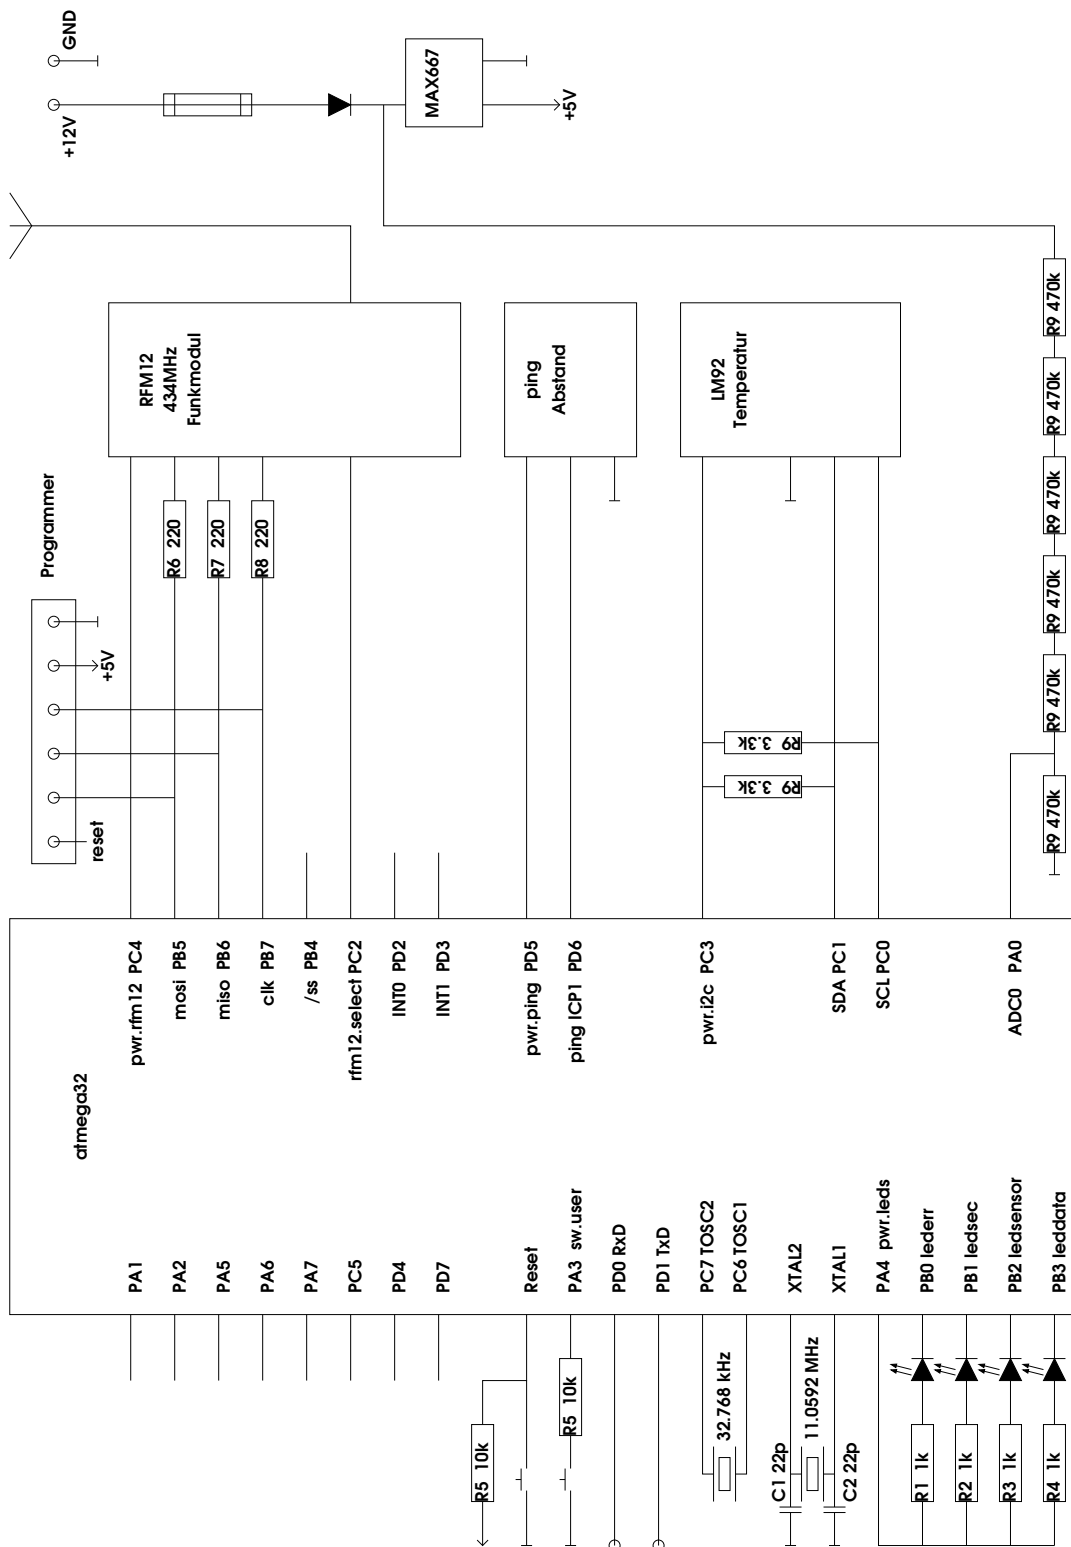 GND
+12V
MAX667
+5V
RFM12
434MHz
Funkmodul
ping
Abstand
LM92
Temperatur
R9 470k
R9 470k
R9 470k
R9 470k
R9 470k
R9 470k
Programmer
+5V
reset
R6 220
R7 220
R8 220
R9 3.3k
R9 3.3k
atmega32
pwr.rfm12 PC4
mosi PB5
miso PB6
clk PB7
/ss PB4
rfm12.select PC2
INT0 PD2
INT1 PD3
pwr.ping PD5
ping ICP1 PD6
pwr.i2c PC3
SDA PC1
SCL PC0
ADC0 PA0
PA1
PA2
PA5
PA6
PA7
PC5
PD4
PD7
Reset
PA3 sw.user
PD0 RxD
PD1 TxD
PC7 TOSC2
PC6 TOSC1
XTAL2
XTAL1
PA4 pwr.leds
PB0 lederr
PB1 ledsec
PB2 ledsensor
PB3 leddata
R5 10k
R5 10k
32.768 kHz
C1 22p
11.0592 MHz
C2 22p
R1 1k
R2 1k
R3 1k
R4 1k